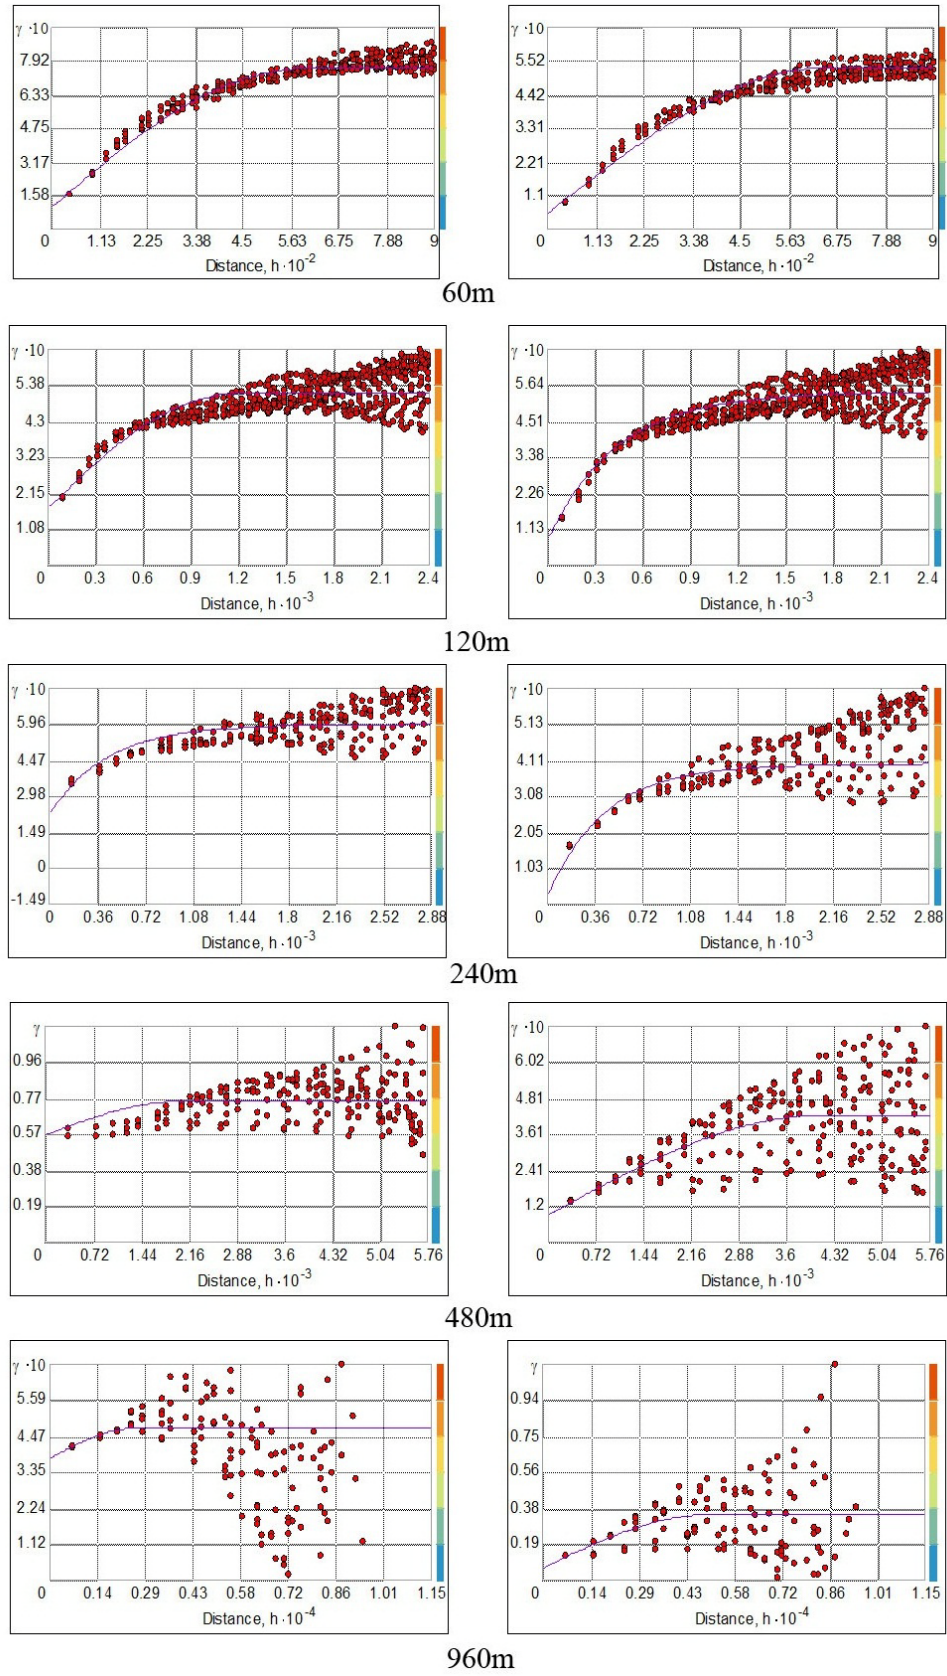 γ ·10
7.92
6.33
4.75
3.17
1.58
0 1.13 2.25 3.38 4.5 5.63 6.75 7.88 9
Distance, h·10-2
γ ·10
5.52
4.42
3.31
2.21
1.1
0 1.13 2.25 3.38 4.5 5.63 6.75 7.88 9
Distance, h·10-2
60m
γ ·10
5.38
4.3
3.23
2.15
1.08
0 0.3 0.6 0.9 1.2 1.5 1.8 2.1 2.4
Distance, h·10-3
γ ·10
5.64
4.51
3.38
2.26
1.13
0 0.3 0.6 0.9 1.2 1.5 1.8 2.1 2.4
Distance, h·10-3
120m
γ ·10
5.96
4.47
2.98
1.49
0
-1.49
0 0.36 0.72 1.08 1.44 1.8 2.16 2.52 2.88
Distance, h·10-3
γ ·10
5.13
4.11
3.08
2.05
1.03
0 0.36 0.72 1.08 1.44 1.8 2.16 2.52 2.88
Distance, h·10-3
240m
γ
0.96
0.77
0.57
0.38
0.19
0 0.72 1.44 2.16 2.88 3.6 4.32 5.04 5.76
Distance, h·10-3
γ ·10
6.02
4.81
3.61
2.41
1.2
0 0.72 1.44 2.16 2.88 3.6 4.32 5.04 5.76
Distance, h·10-3
480m
γ ·10
5.59
4.47
3.35
2.24
1.12
0 0.14 0.29 0.43 0.58 0.72 0.86 1.01 1.15
Distance, h·10-4
γ
0.94
0.75
0.56
0.38
0.19
0 0.14 0.29 0.43 0.58 0.72 0.86 1.01 1.15
Distance, h·10-4
960m